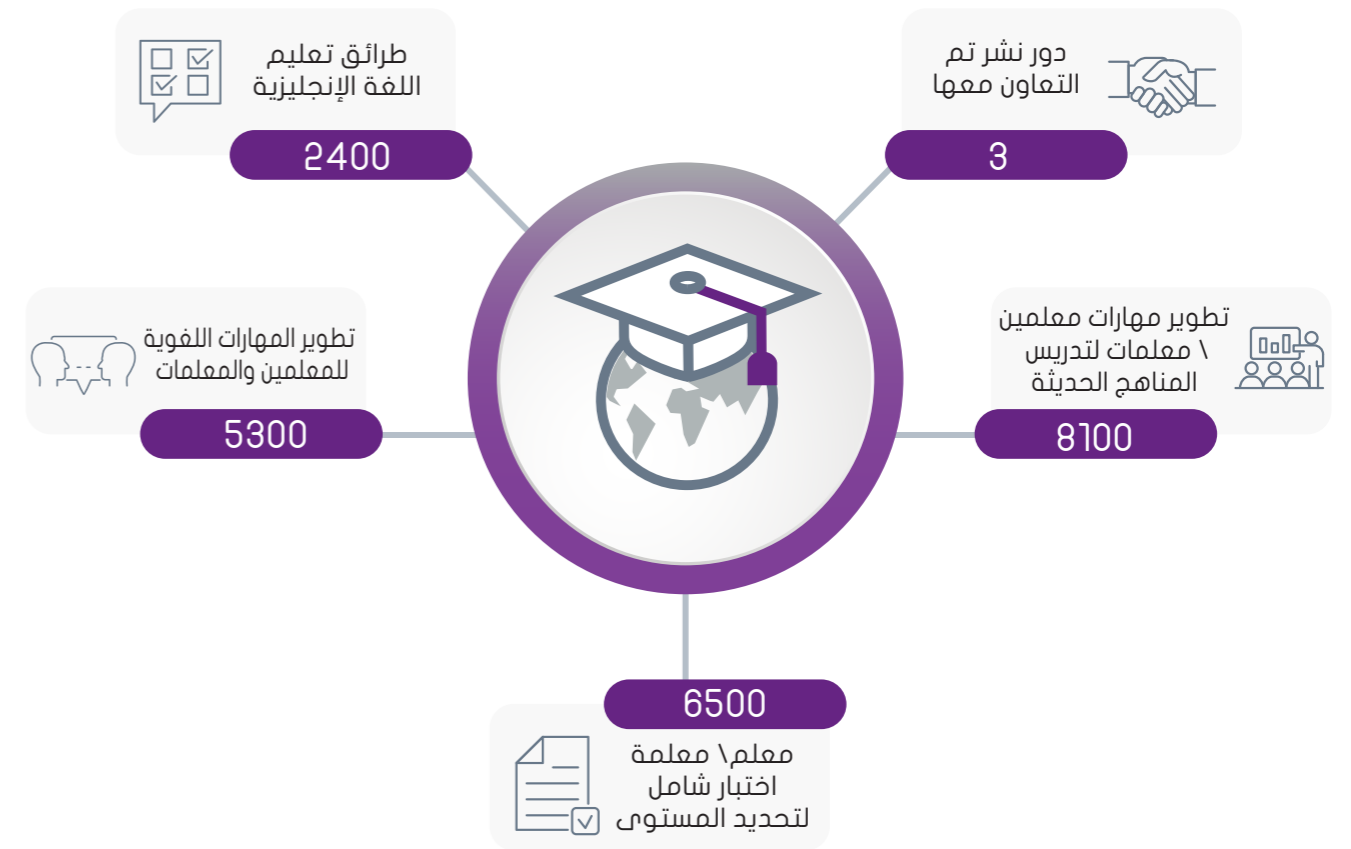 دور نشر تم
التعاون معها
3
طرائق تعليم
اللغة الإنجليزية
2400
تطوير مهارات معلمين
\ معلمات لتدريس
المناهج الحديثة
8100
تطوير المهارات اللغوية
للمعلمين والمعلمات
5300
6500
معلم\ معلمة
اختبار شامل
لتحديد المستوى